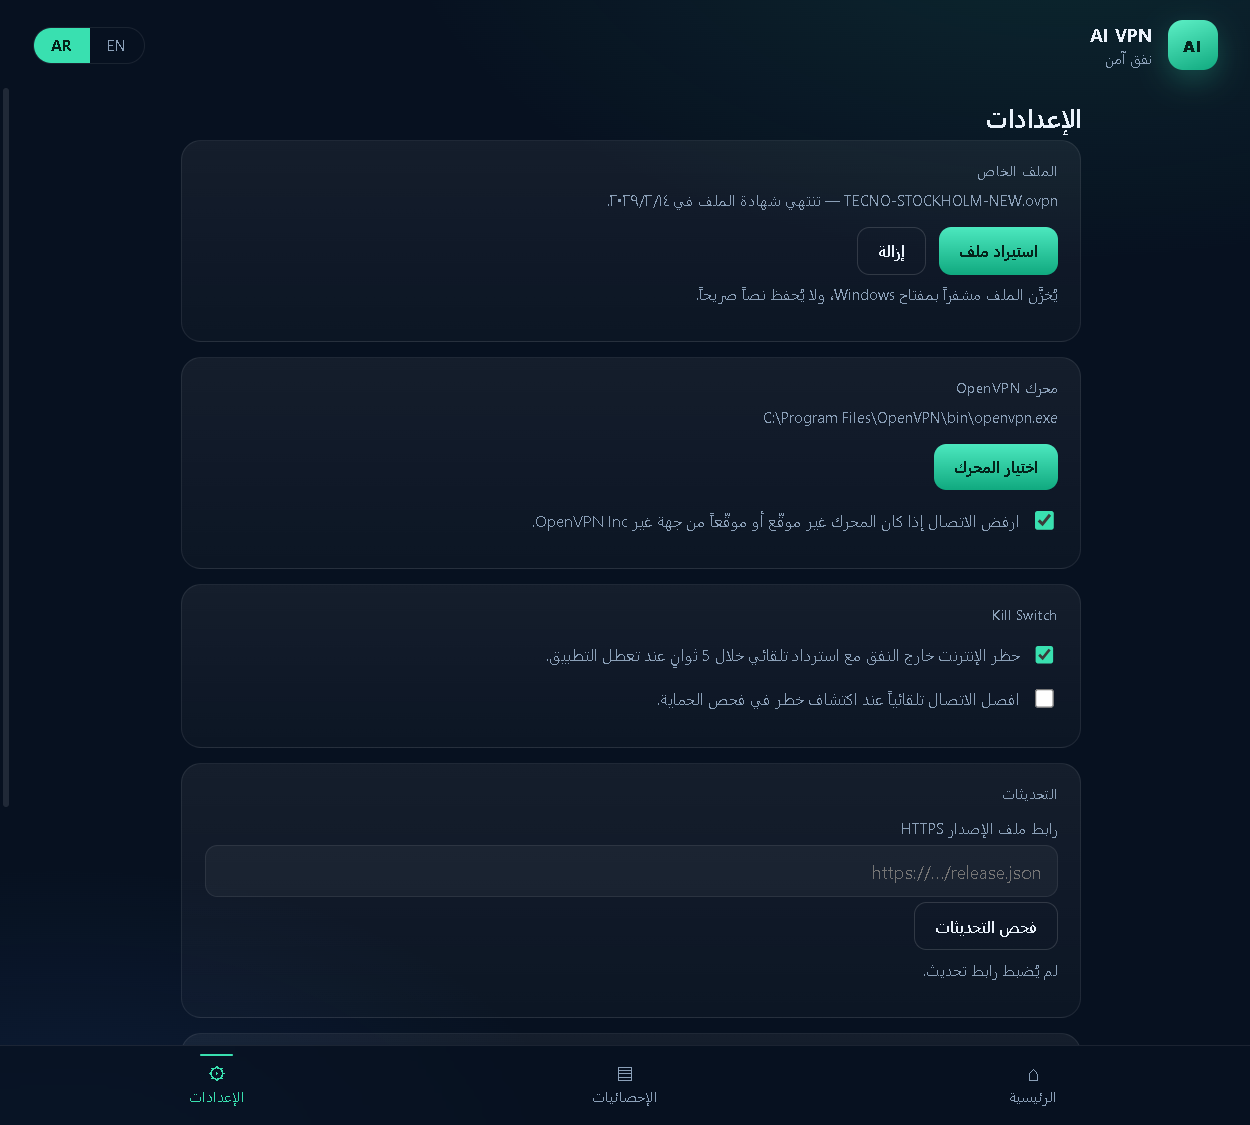 AI
AI VPN
نفق آمن
AR
EN
الإعدادات
الملف الخاص
TECNO-STOCKHOLM-NEW.ovpn — تنتهي شهادة الملف في ٢٠٢٩/٢/١٤.
استيراد ملف
إزالة
يُخزَّن الملف مشفراً بمفتاح Windows، ولا يُحفظ نصاً صريحاً.
محرك OpenVPN
C:\Program Files\OpenVPN\bin\openvpn.exe
اختيار المحرك
ارفض الاتصال إذا كان المحرك غير موقّع أو موقّعاً من جهة غير OpenVPN Inc.
Kill Switch
حظر الإنترنت خارج النفق مع استرداد تلقائي خلال 5 ثوانٍ عند تعطل التطبيق.
افصل الاتصال تلقائياً عند اكتشاف خطر في فحص الحماية.
التحديثات
رابط ملف الإصدار HTTPS
https://.../release.json
فحص التحديثات
لم يُضبط رابط تحديث.
الرئيسية
الإحصائيات
الإعدادات